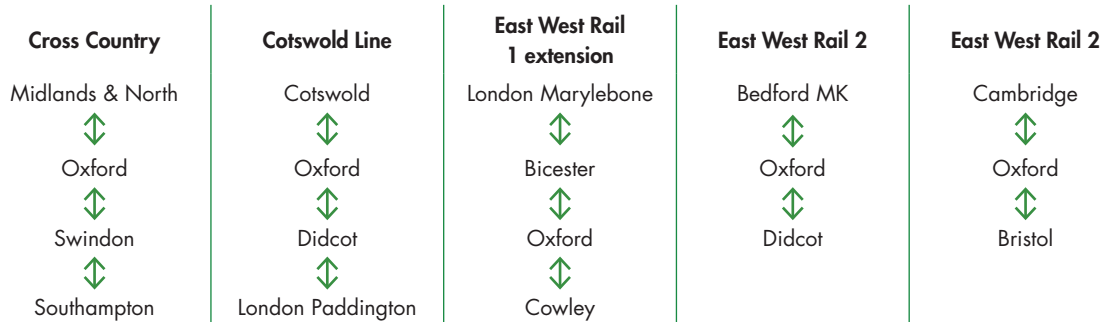 Cross Country
Midlands & North
Oxford
Swindon
Southampton
Cotswold Line
Cotswold
Oxford
Didcot
London Paddington
East West Rail
1 extension
London Marylebone
Bicester
Oxford
Cowley
East West Rail 2
Bedford MK
Oxford
Didcot
East West Rail 2
Cambridge
Oxford
Bristol